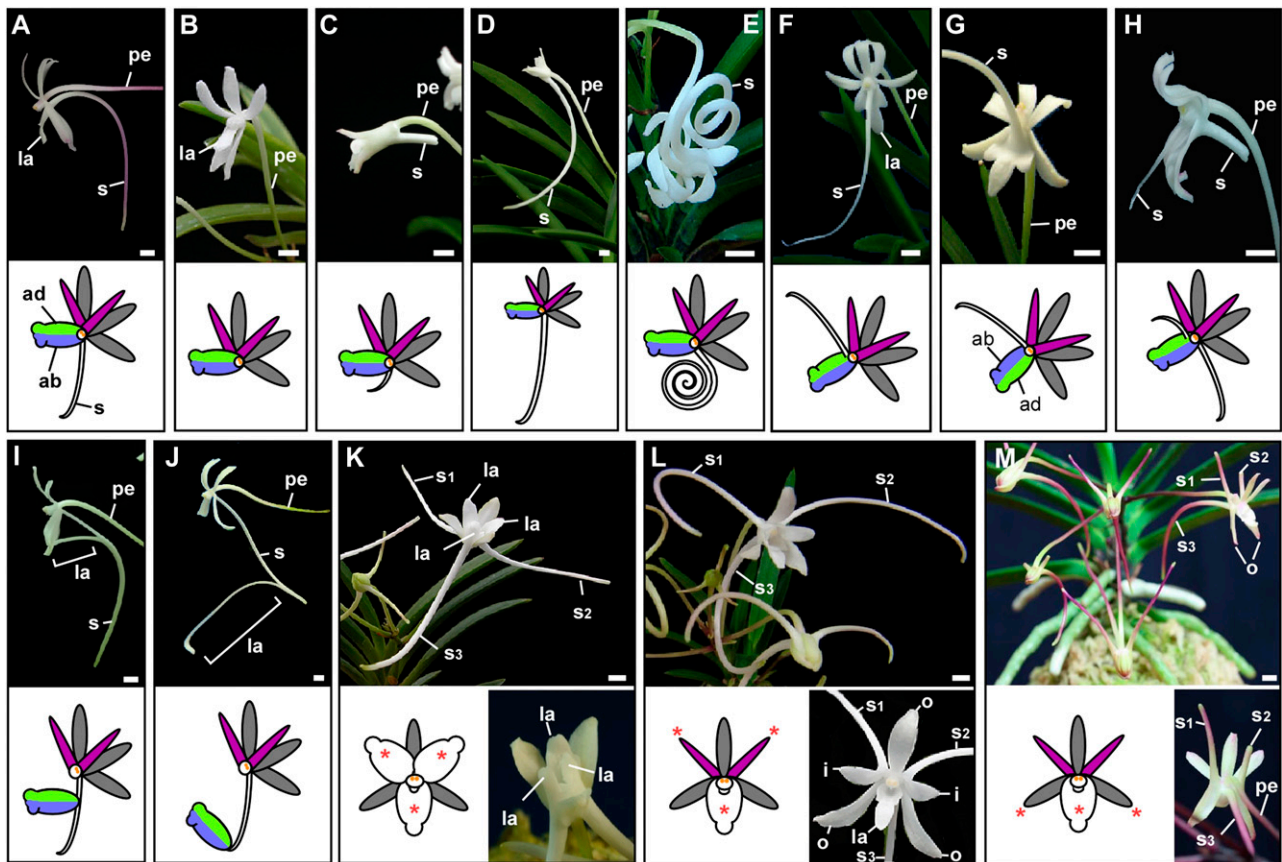 A
pe
la
s
B
la
pe
C
pe
s
D
pe
s
E
s
F
pe
la
s
G
s
pe
H
pe
s
s
ad
ab
s
ab
ad
I
pe
la
s
J
pe
s
la
K
s1
la
la
la
s2
s3
L
s1
s2
s3
M
s2
s1
s3
o
*
*
*
la
la
la
*
*
*
s1
o
s2
i
i
o
la
o
s3
*
*
*
s1
s2
pe
s3